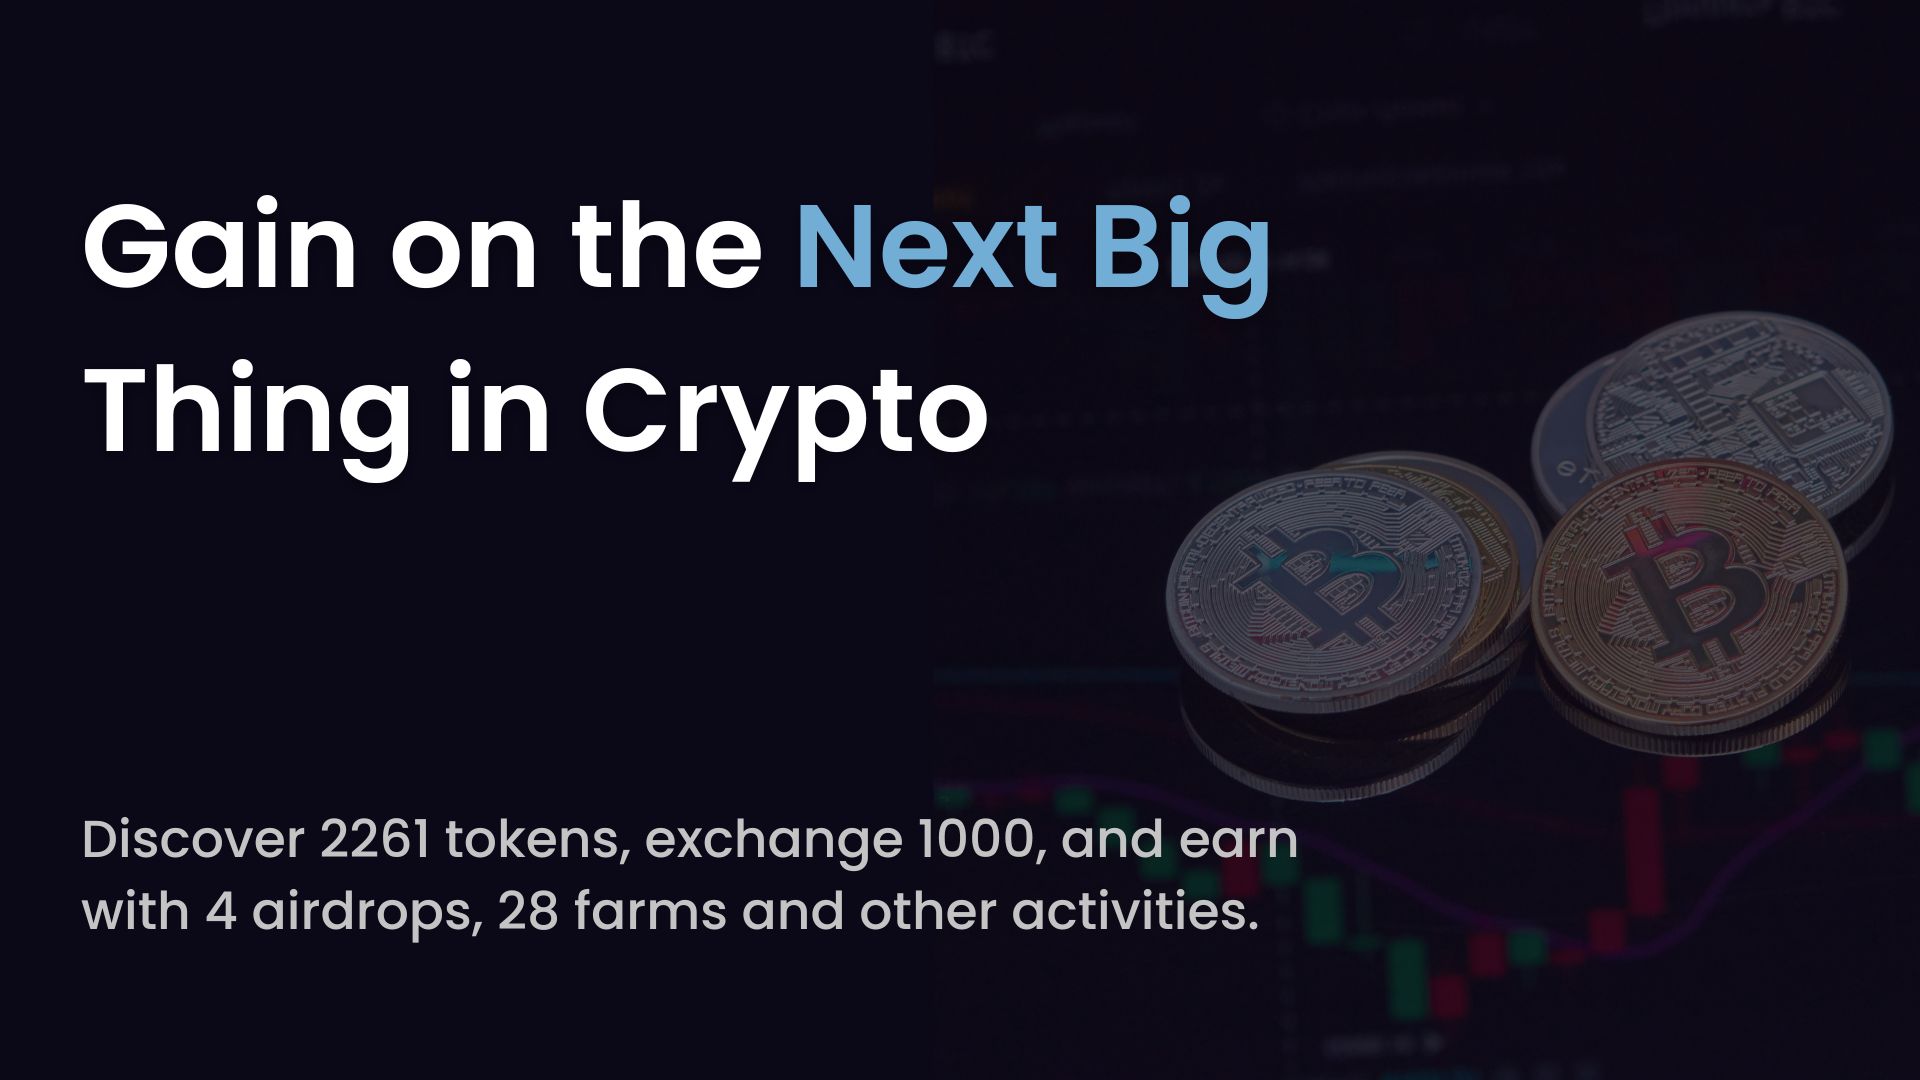 Gain on the Next Big
Thing in Crypto
Discover 2261 tokens, exchange 1000, and earn
with 4 airdrops, 28 farms and other activities.